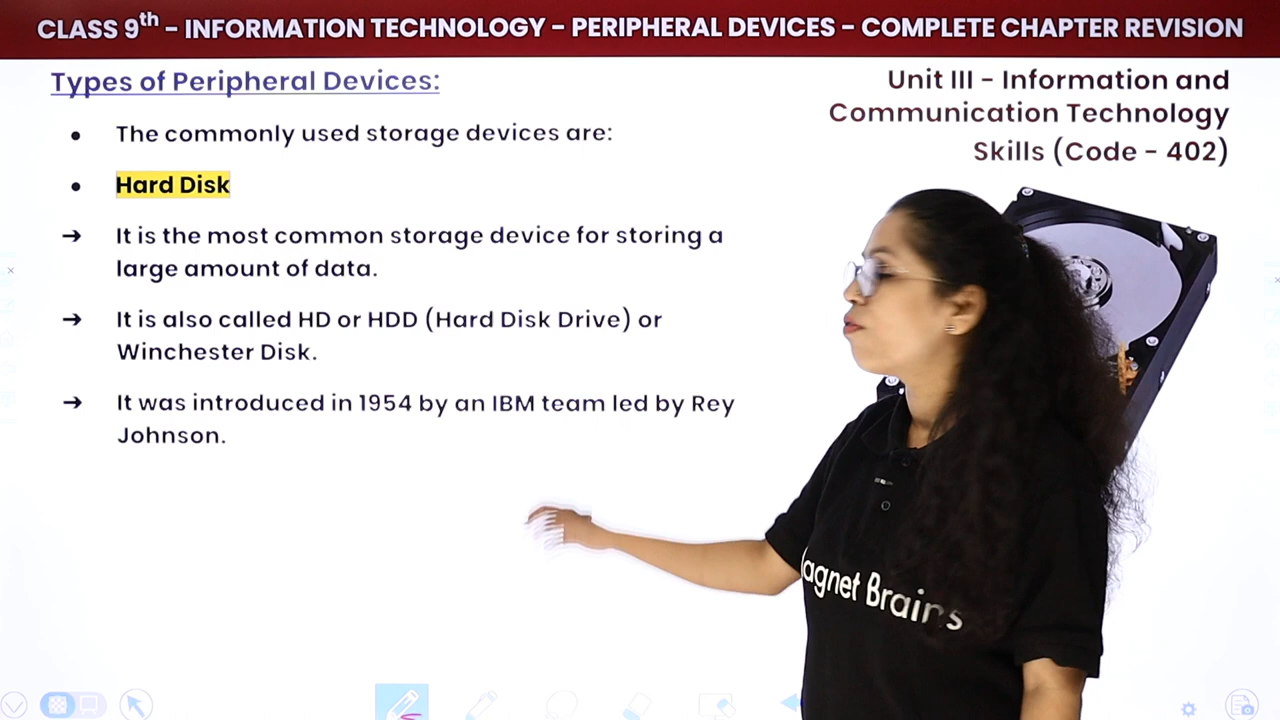 CLASS 9th – INFORMATION TECHNOLOGY – PERIPHERAL DEVICES – COMPLETE CHAPTER REVISION
Types of Peripheral Devices:
Unit III - Information and
Communication Technology
Skills (Code - 402)
• The commonly used storage devices are:
• Hard Disk
➔ It is the most common storage device for storing a
large amount of data.
➔ It is also called HD or HDD (Hard Disk Drive) or
Winchester Disk.
➔ It was introduced in 1954 by an IBM team led by Rey
Johnson.
agnet Brains